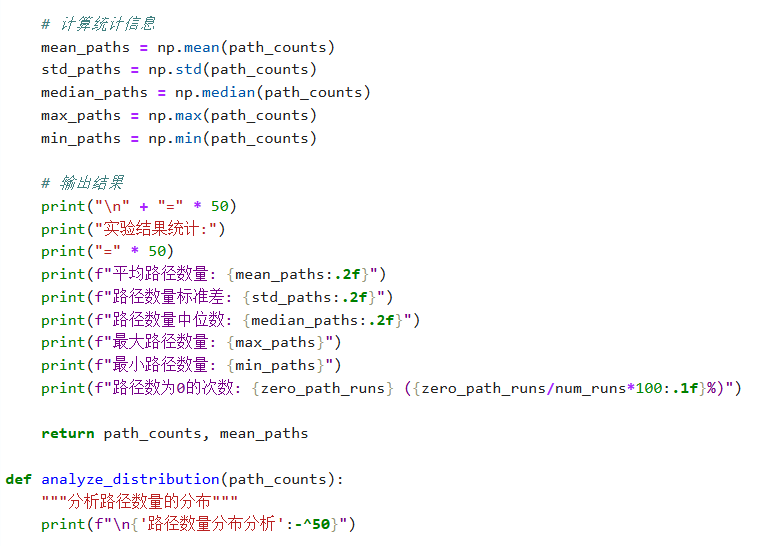 # 计算统计信息
mean_paths = np.mean(path_counts)
std_paths = np.std(path_counts)
median_paths = np.median(path_counts)
max_paths = np.max(path_counts)
min_paths = np.min(path_counts)
# 输出结果
print("\n" + "=" * 50)
print("实验结果统计:")
print("=" * 50)
print(f"平均路径数量: {mean_paths:.2f}")
print(f"路径数量标准差: {std_paths:.2f}")
print(f"路径数量中位数: {median_paths:.2f}")
print(f"最大路径数量: {max_paths}")
print(f"最小路径数量: {min_paths}")
print(f"路径数为0的次数: {zero_path_runs} ({zero_path_runs/num_runs*100:.1f}%)")
return path_counts, mean_paths
def analyze_distribution(path_counts):
"""分析路径数量的分布"""
print(f"\n{'路径数量分布分析':-^50}")